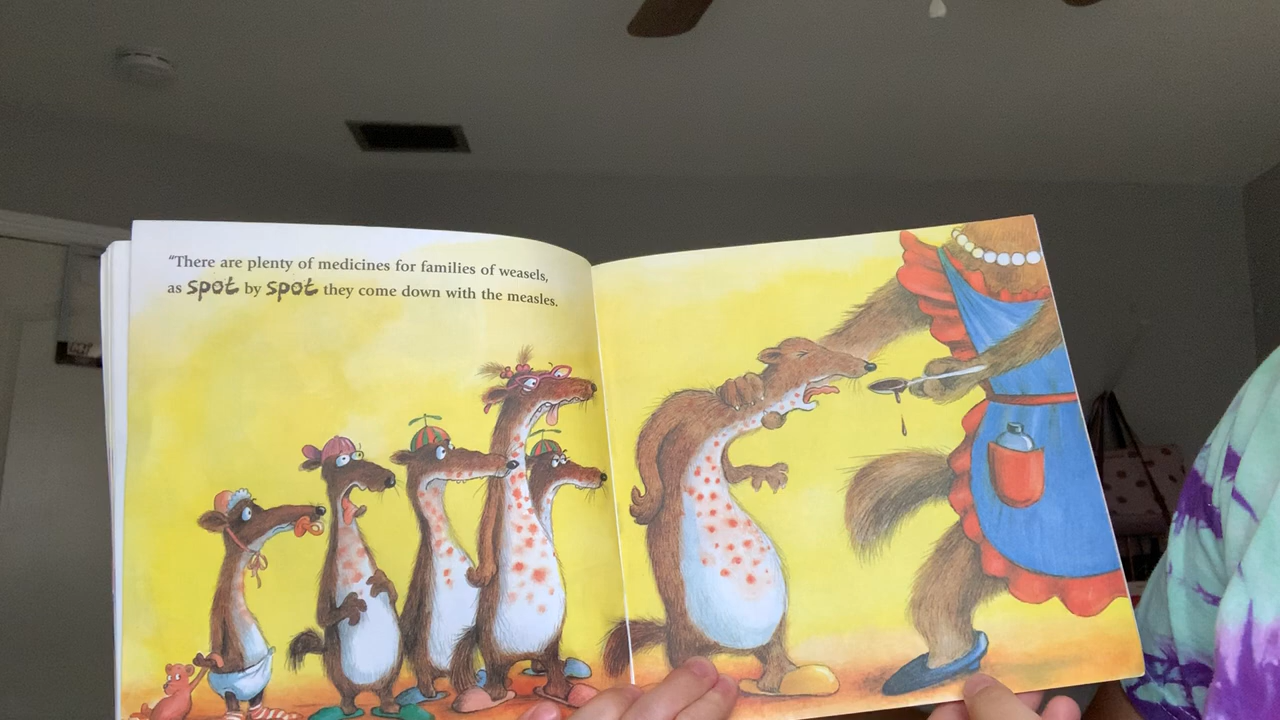 “There are plenty of medicines for families of weasels,
as spot by spot they come down with the measles.